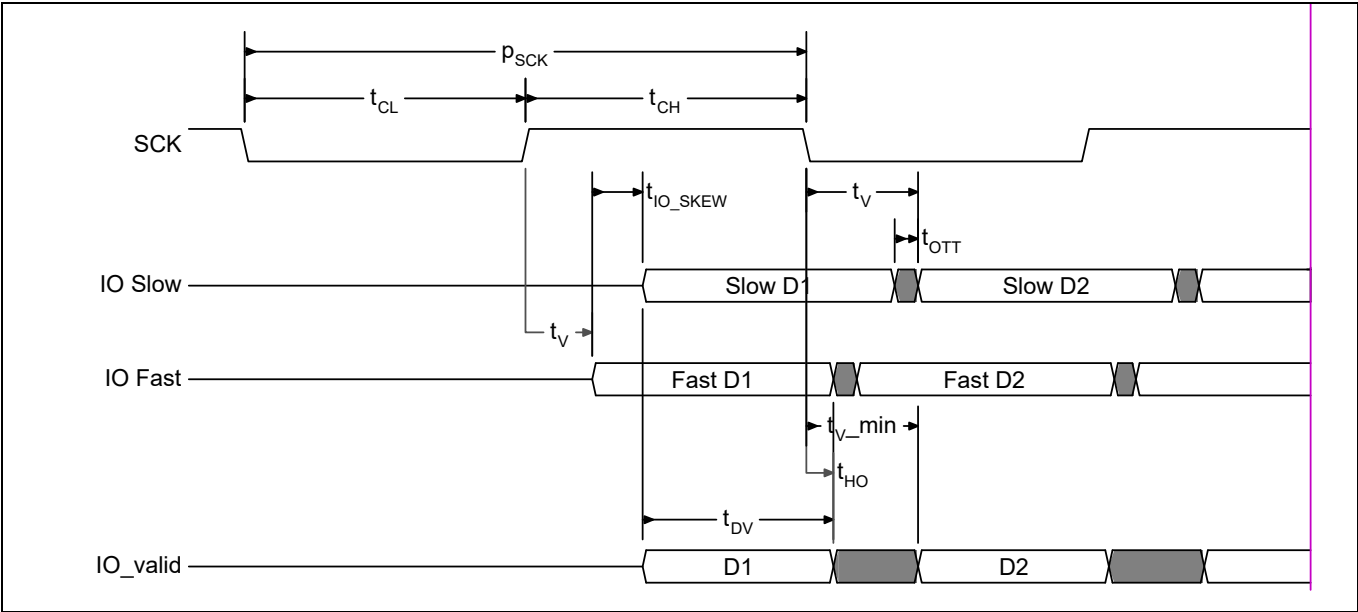 pSCK
tCL
tCH
SCK
tIO_SKEW
tV
tOTT
IO Slow
Slow D1
Slow D2
tV
IO Fast
Fast D1
Fast D2
tV_min
tHO
tDV
IO_valid
D1
D2